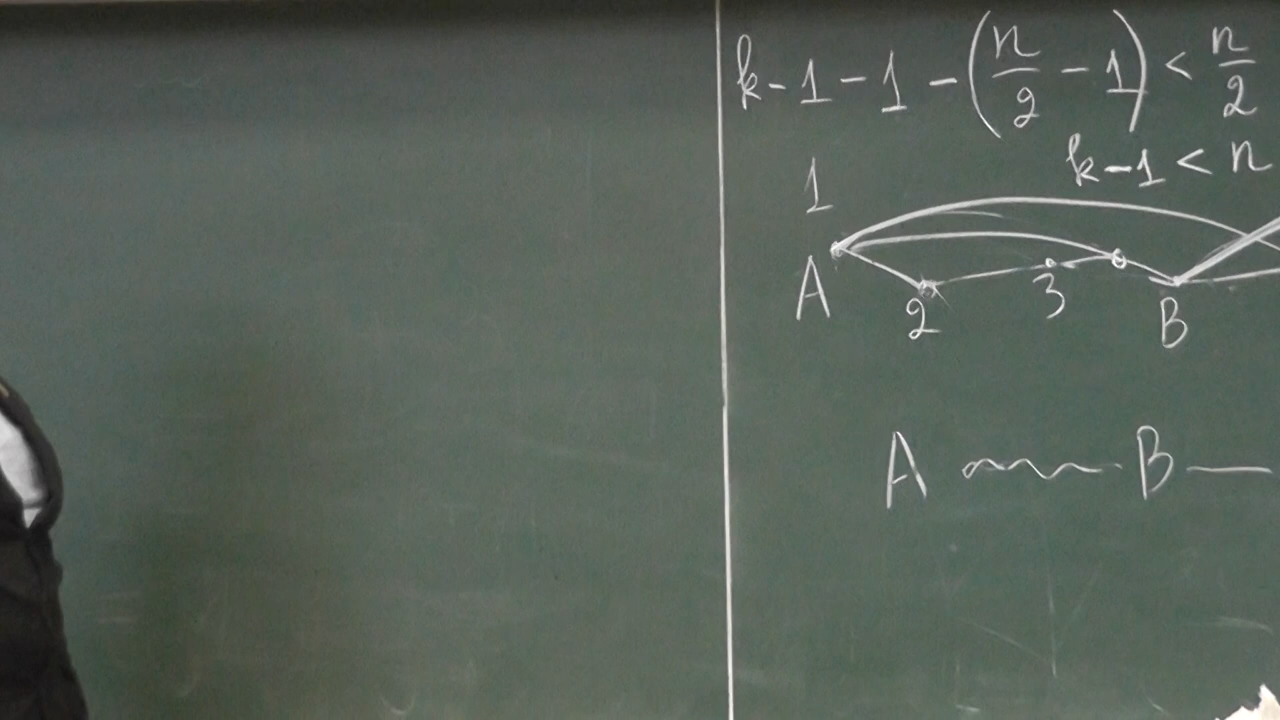 k-1-1-(n/2-1)<n/2
k-1<n
1
A 2 3 B
A ~ B —